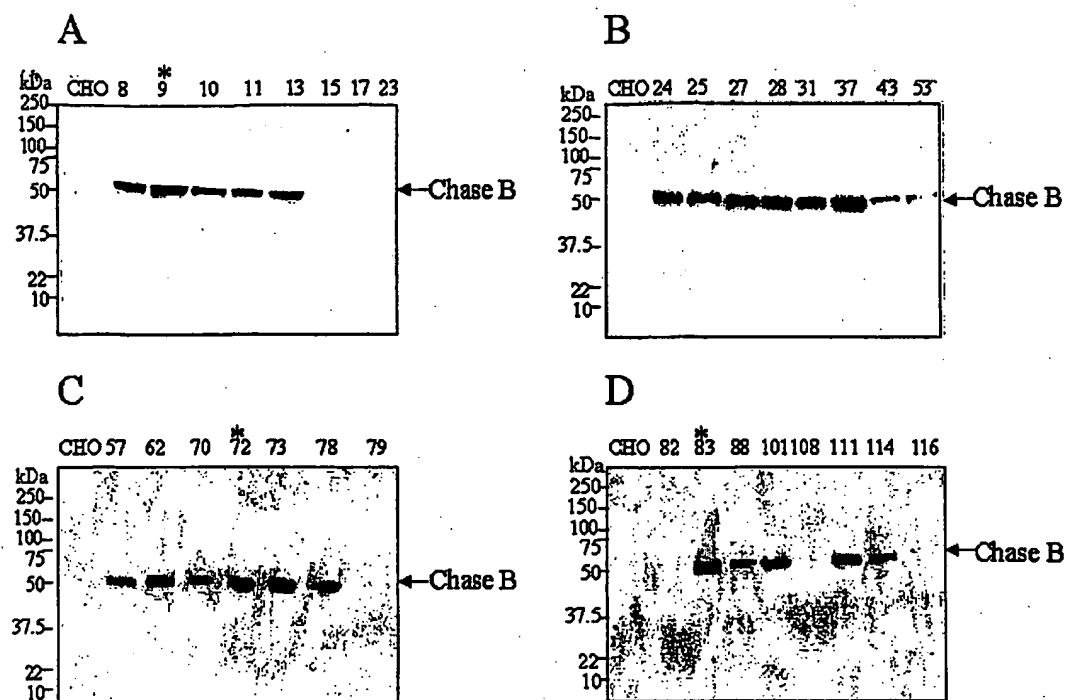 A
kDa CHO 8 9* 10 11 13 15 17 23
250
150
100
75
50
37.5
22
10
Chase B
B
kDa CHO 24 25 27 28 31 37 43 53
250
150
100
75
50
37.5
22
10
Chase B
C
CHO 57 62 70 72* 73 78 79
kDa
250
150
100
75
50
37.5
22
10
Chase B
D
CHO 82 83* 88 101 108 111 114 116
kDa
250
150
100
75
50
37.5
22
10
Chase B